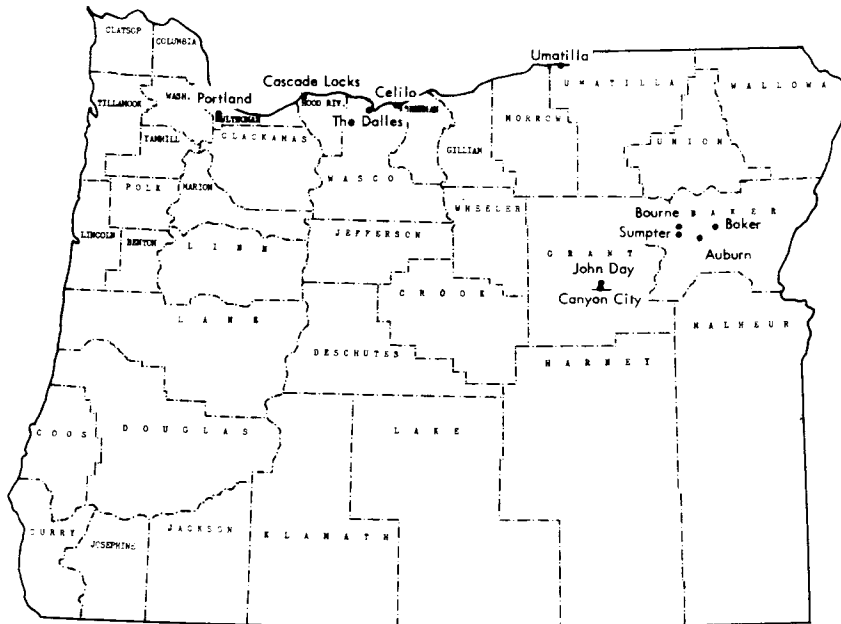 CLATSOP
COLUMBIA
Umatilla
UMATILLA
WALLOWA
TILLAMOOK
WASH.
Portland
MULTNOMAH
Cascade Locks
HOOD RIV.
Celilo
SHERMAN
The Dalles
MORROW
YAMHILL
CLACKAMAS
GILLIAM
UNION
POLK
MARION
WASCO
WHEELER
Bourne
BAKER
Sumpter
Baker
LINCOLN
BENTON
LINN
JEFFERSON
GRANT
Auburn
John Day
CROOK
Canyon City
LANE
MALHEUR
DESCHUTES
HARNEY
COOS
DOUGLAS
LAKE
CURRY
JOSEPHINE
JACKSON
KLAMATH